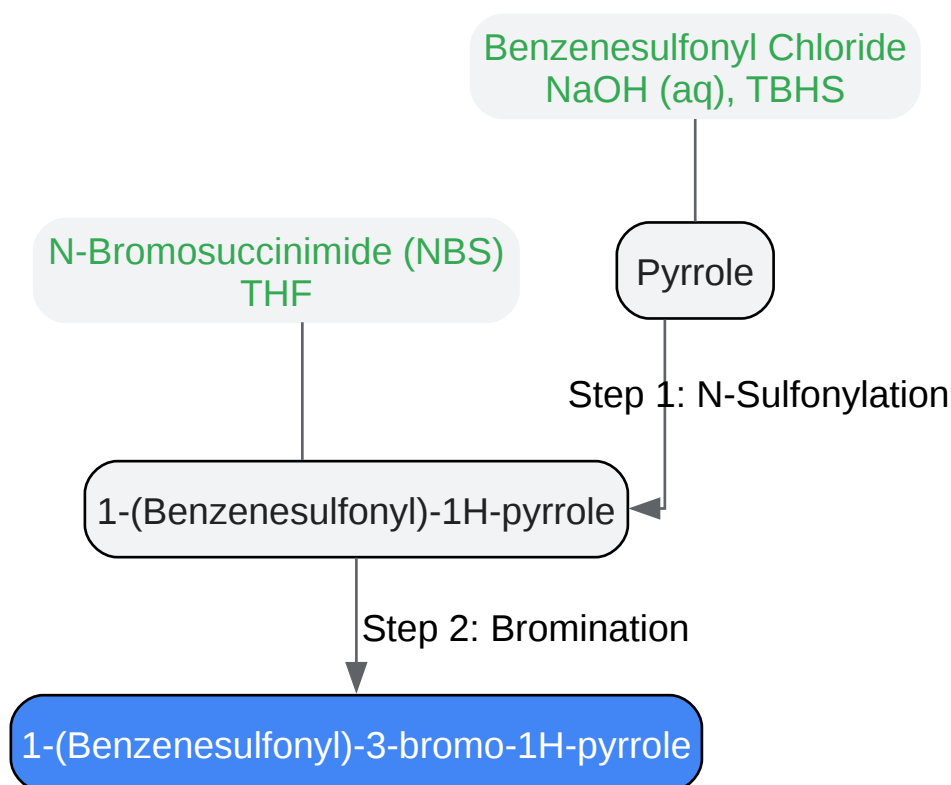 Benzenesulfonyl Chloride
NaOH (aq), TBHS
N-Bromosuccinimide (NBS)
THF
Pyrrole
Step 1: N-Sulfonylation
1-(Benzenesulfonyl)-1H-pyrrole
Step 2: Bromination
1-(Benzenesulfonyl)-3-bromo-1H-pyrrole